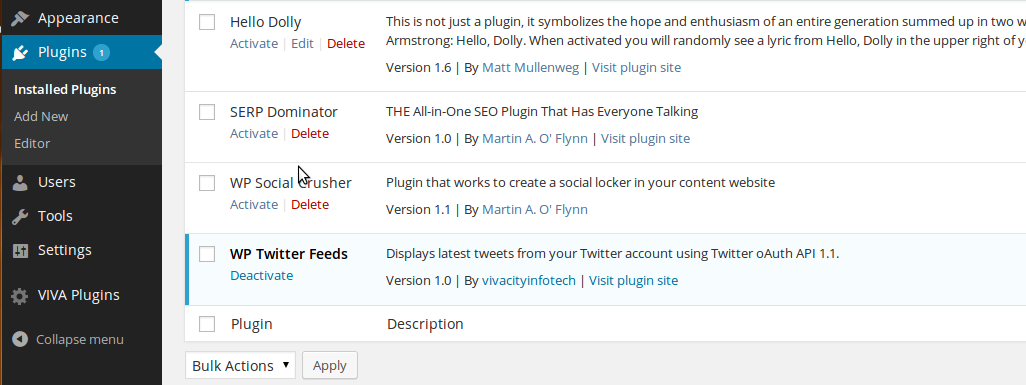 Appearance
Plugins 1
Installed Plugins
Add New
Editor
Users
Tools
Settings
VIVA Plugins
Collapse menu
Hello Dolly
Activate | Edit | Delete
This is not just a plugin, it symbolizes the hope and enthusiasm of an entire generation summed up in two w
Armstrong: Hello, Dolly. When activated you will randomly see a lyric from Hello, Dolly in the upper right of y
Version 1.6 | By Matt Mullenweg | Visit plugin site
SERP Dominator
Activate | Delete
THE All-in-One SEO Plugin That Has Everyone Talking
Version 1.0 | By Martin A. O' Flynn | Visit plugin site
WP Social Crusher
Activate | Delete
Plugin that works to create a social locker in your content website
Version 1.1 | By Martin A. O' Flynn
WP Twitter Feeds
Deactivate
Displays latest tweets from your Twitter account using Twitter oAuth API 1.1.
Version 1.0 | By vivacityinfotech | Visit plugin site
Plugin Description
Bulk Actions Apply